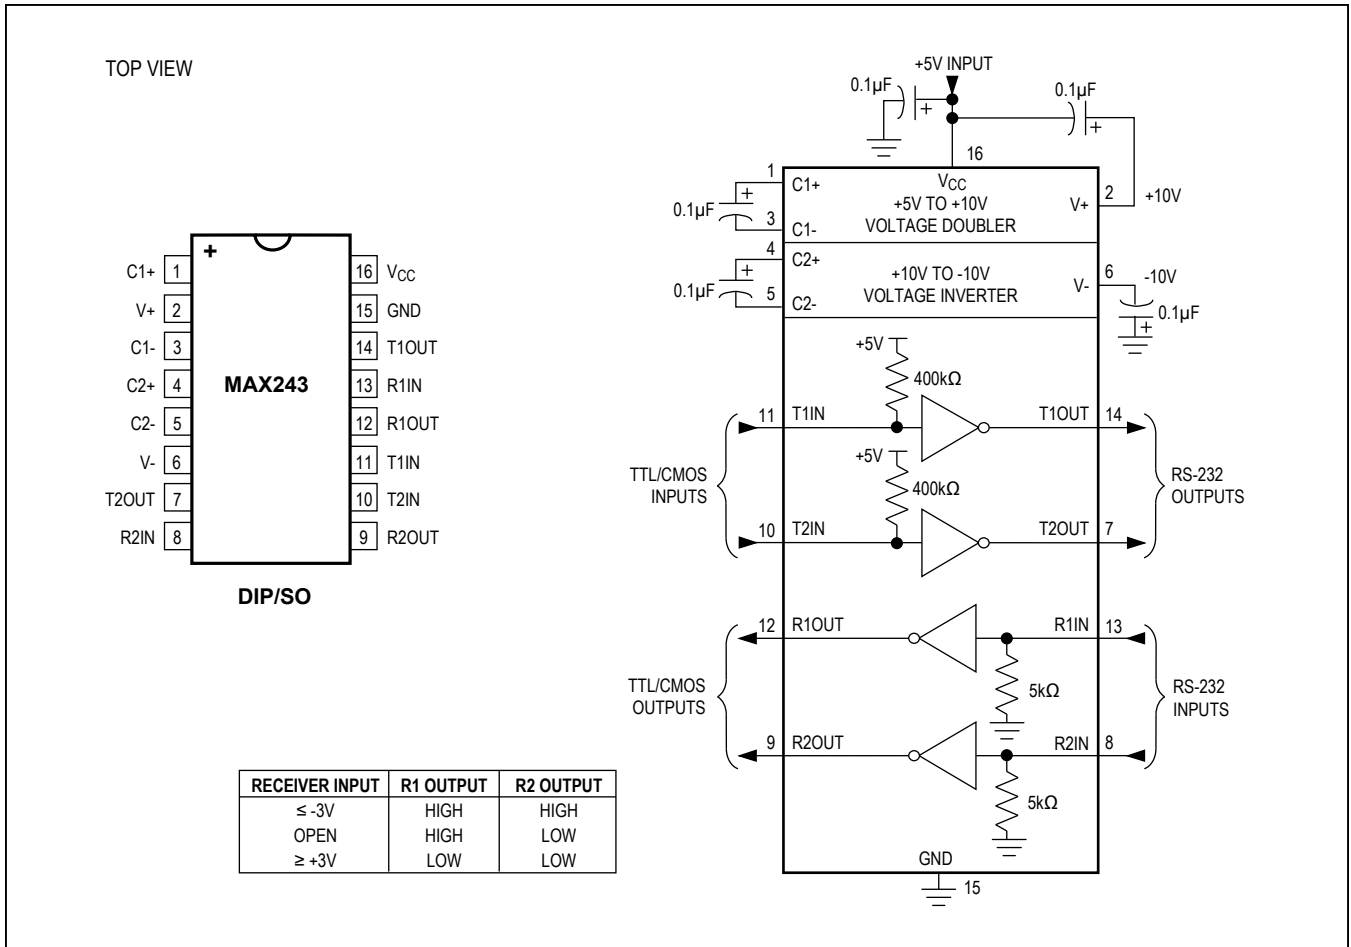 TOP VIEW
+
C1+ 1
V+ 2
C1- 3
C2+ 4
C2- 5
V- 6
T2OUT 7
R2IN 8
MAX243
16 VCC
15 GND
14 T1OUT
13 R1IN
12 R1OUT
11 T1IN
10 T2IN
9 R2OUT
DIP/SO
RECEIVER INPUT R1 OUTPUT R2 OUTPUT
≤ -3V HIGH HIGH
OPEN HIGH LOW
≥ +3V LOW LOW
+5V INPUT
0.1µF
+
0.1µF
+
16
VCC
+5V TO +10V
VOLTAGE DOUBLER
1
C1+
+
0.1µF
3
C1-
V+
2
+10V
4
C2+
+
0.1µF
5
C2-
+10V TO -10V
VOLTAGE INVERTER
V-
6
-10V
0.1µF
+
+5V
400kΩ
11 T1IN
T1OUT 14
+5V
400kΩ
TTL/CMOS
INPUTS
RS-232
OUTPUTS
10 T2IN
T2OUT 7
12 R1OUT
R1IN 13
5kΩ
TTL/CMOS
OUTPUTS
RS-232
INPUTS
9 R2OUT
R2IN 8
5kΩ
GND
15